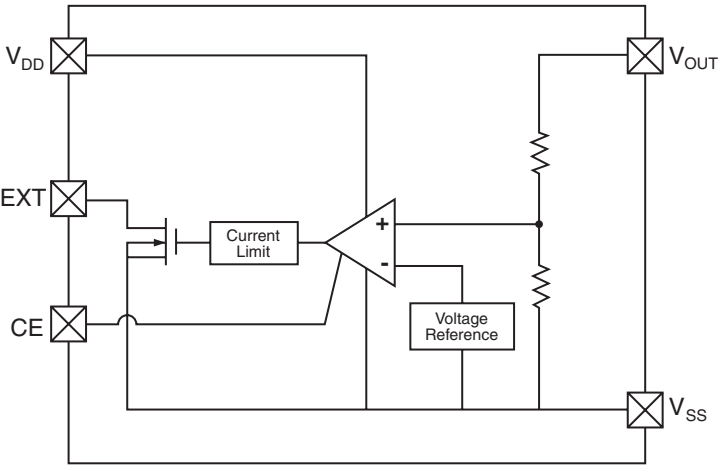 V_DD
V_OUT
EXT
Current
Limit
+
-
CE
Voltage
Reference
V_SS